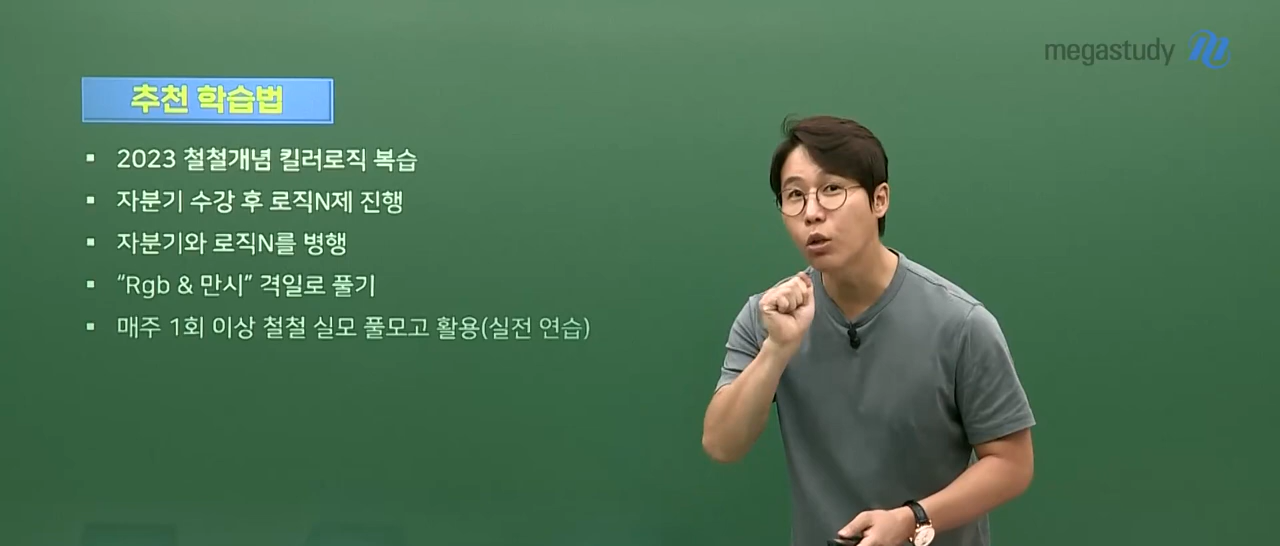 megastudy
추천 학습법
▪ 2023 철철개념 킬러로직 복습
▪ 자분기 수강 후 로직N제 진행
▪ 자분기와 로직N를 병행
▪ “Rgb & 만시” 격일로 풀기
▪ 매주 1회 이상 철철 실모 풀모고 활용(실전 연습)